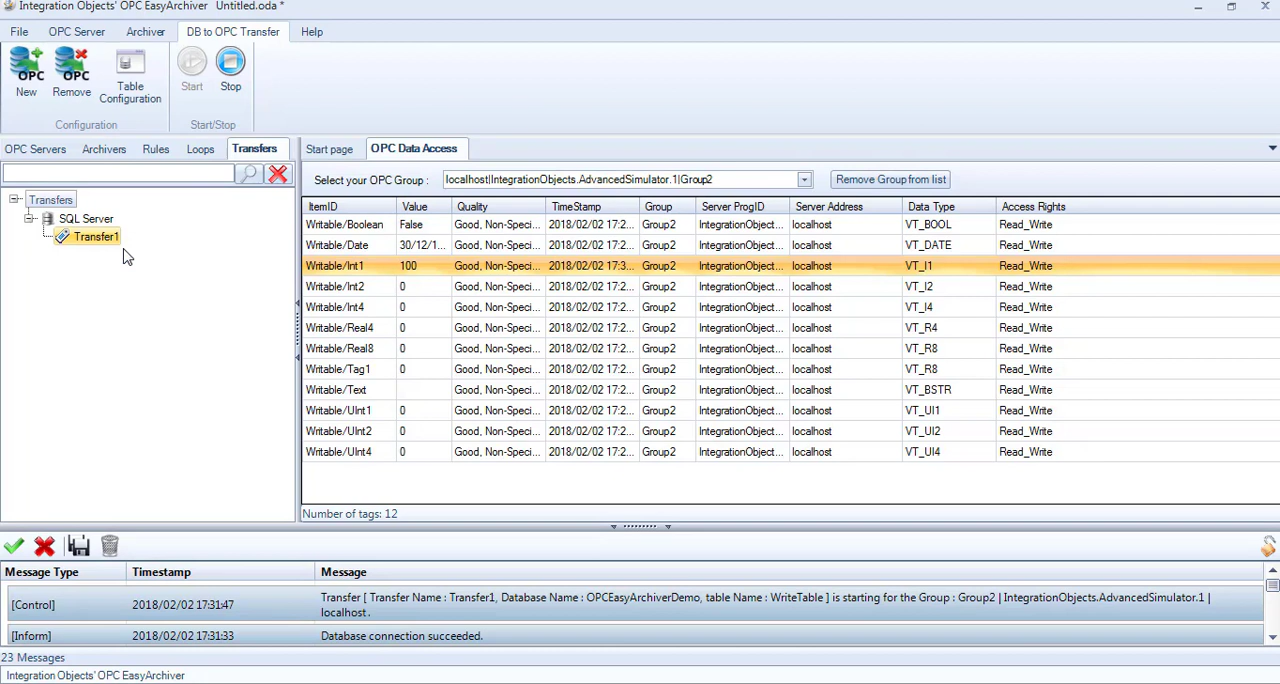 Integration Objects' OPC EasyArchiver Untitled.oda *
File OPC Server Archiver DB to OPC Transfer Help
OPC OPC
New Remove Table Configuration Start Stop
Configuration Start/Stop
OPC Servers Archivers Rules Loops Transfers Start page OPC Data Access
Select your OPC Group : localhost|IntegrationObjects.AdvancedSimulator.1|Group2 Remove Group from list
Transfers
SQL Server
Transfer1
ItemID Value Quality TimeStamp Group Server ProgID Server Address Data Type Access Rights
Writable/Boolean False Good, Non-Speci... 2018/02/02 17:2... Group2 IntegrationObject... localhost VT_BOOL Read_Write
Writable/Date 30/12/1... Good, Non-Speci... 2018/02/02 17:2... Group2 IntegrationObject... localhost VT_DATE Read_Write
Writable/Int1 100 Good, Non-Speci... 2018/02/02 17:3... Group2 IntegrationObject... localhost VT_I1 Read_Write
Writable/Int2 0 Good, Non-Speci... 2018/02/02 17:2... Group2 IntegrationObject... localhost VT_I2 Read_Write
Writable/Int4 0 Good, Non-Speci... 2018/02/02 17:2... Group2 IntegrationObject... localhost VT_I4 Read_Write
Writable/Real4 0 Good, Non-Speci... 2018/02/02 17:2... Group2 IntegrationObject... localhost VT_R4 Read_Write
Writable/Real8 0 Good, Non-Speci... 2018/02/02 17:2... Group2 IntegrationObject... localhost VT_R8 Read_Write
Writable/Tag1 0 Good, Non-Speci... 2018/02/02 17:2... Group2 IntegrationObject... localhost VT_R8 Read_Write
Writable/Text Good, Non-Speci... 2018/02/02 17:2... Group2 IntegrationObject... localhost VT_BSTR Read_Write
Writable/UInt1 0 Good, Non-Speci... 2018/02/02 17:2... Group2 IntegrationObject... localhost VT_UI1 Read_Write
Writable/UInt2 0 Good, Non-Speci... 2018/02/02 17:2... Group2 IntegrationObject... localhost VT_UI2 Read_Write
Writable/UInt4 0 Good, Non-Speci... 2018/02/02 17:2... Group2 IntegrationObject... localhost VT_UI4 Read_Write
Number of tags: 12
Message Type Timestamp Message
[Control] 2018/02/02 17:31:47 Transfer [ Transfer Name : Transfer1, Database Name : OPCEasyArchiverDemo, table Name : WriteTable ] is starting for the Group : Group2 | IntegrationObjects.AdvancedSimulator.1 |
localhost .
[Inform] 2018/02/02 17:31:33 Database connection succeeded.
23 Messages
Integration Objects' OPC EasyArchiver